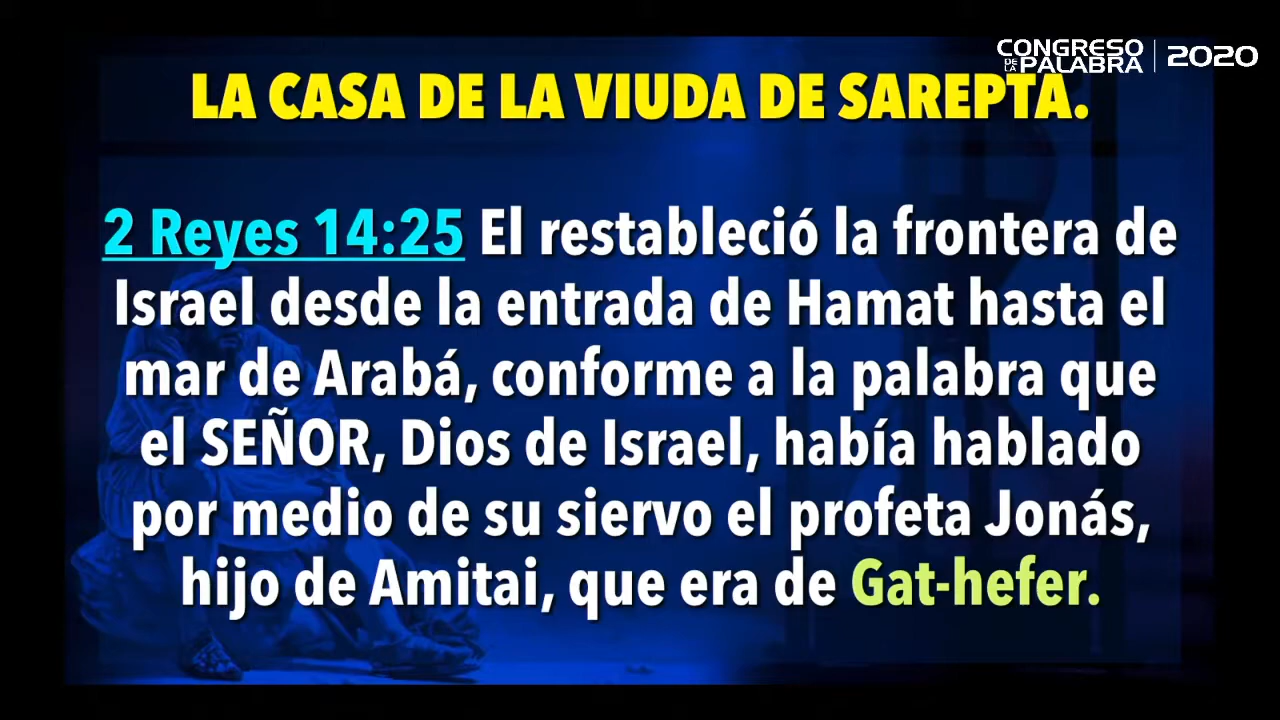 CONGRESO
DE LA PALABRA | 2020
LA CASA DE LA VIUDA DE SAREPTA.
2 Reyes 14:25 El restableció la frontera de
Israel desde la entrada de Hamat hasta el
mar de Arabá, conforme a la palabra que
el SEÑOR, Dios de Israel, había hablado
por medio de su siervo el profeta Jonás,
hijo de Amitai, que era de Gat-hefer.